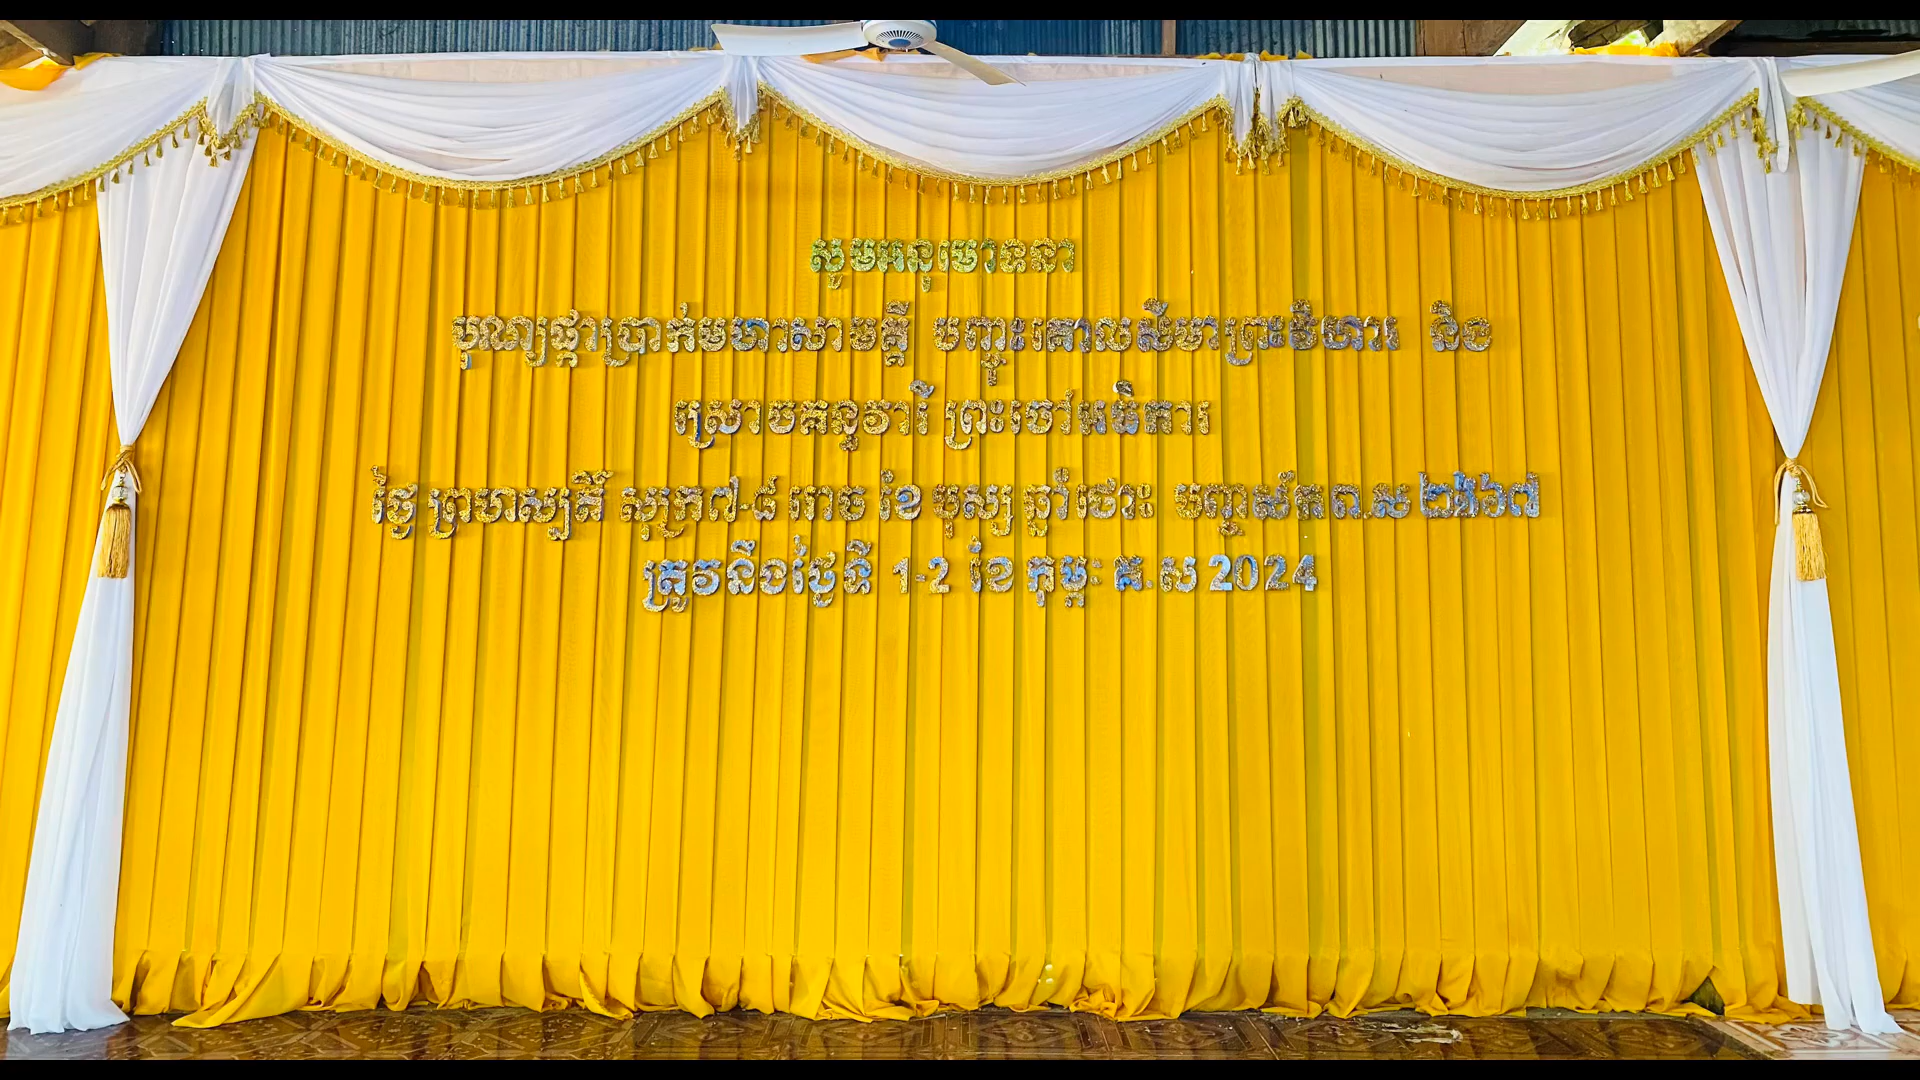 សូមអនុមោទនា
បុណ្យផ្កាប្រាក់មហាសាមគ្គី បញ្ចុះគោលសីមាព្រះវិហារ និង
ស្រោចគន្ធវារី ព្រះចៅអធិការ
ថ្ងៃ ព្រហស្បតិ៍ សុក្រ៧-៨ រោច ខែ បុស្ស ឆ្នាំថោះ បញ្ចស័ក ព.ស ២៥៦៧
ត្រូវនឹងថ្ងៃទី 1-2 ខែ កុម្ភៈ គ.ស 2024